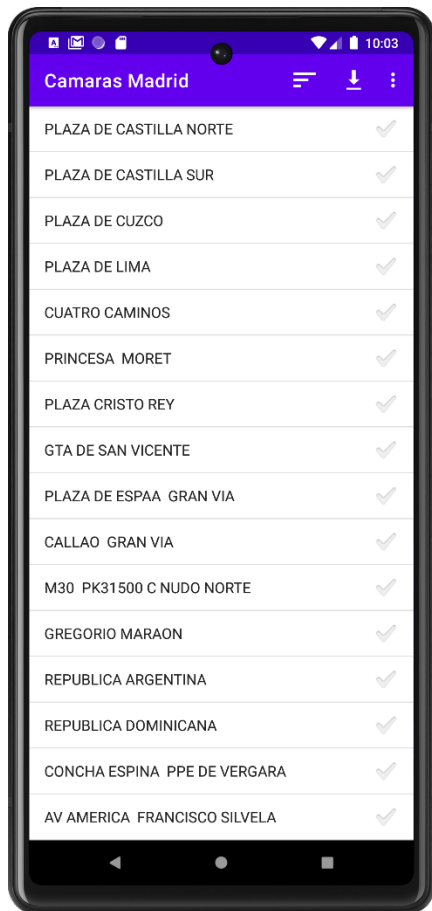 10:03
Camaras Madrid
PLAZA DE CASTILLA NORTE
PLAZA DE CASTILLA SUR
PLAZA DE CUZCO
PLAZA DE LIMA
CUATRO CAMINOS
PRINCESA  MORET
PLAZA CRISTO REY
GTA DE SAN VICENTE
PLAZA DE ESPAA  GRAN VIA
CALLAO  GRAN VIA
M30  PK31500 C NUDO NORTE
GREGORIO MARAON
REPUBLICA ARGENTINA
REPUBLICA DOMINICANA
CONCHA ESPINA  PPE DE VERGARA
AV AMERICA  FRANCISCO SILVELA